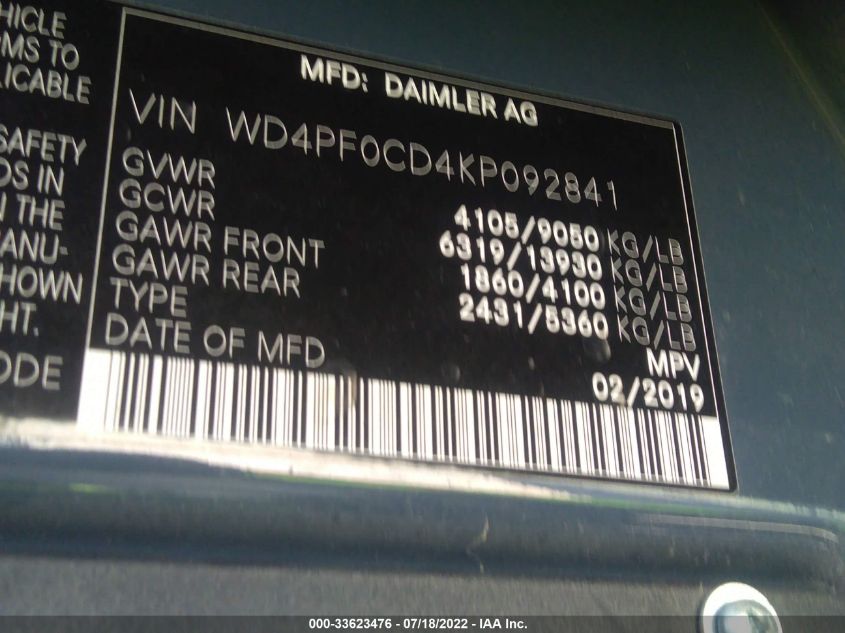 HICLE
MS TO
ICABLE
SAFETY
DS IN
THE
ANU-
HOWN
HT.
ODE
MFD: DAIMLER AG
VIN WD4PF0CD4KP092841
GVWR 4105/9050 KG/LB
GCWR 6319/13930 KG/LB
GAWR FRONT 1860/4100 KG/LB
GAWR REAR 2431/5360 KG/LB
TYPE MPV
DATE OF MFD 02/2019
000-33623476 - 07/18/2022 - IAA Inc.